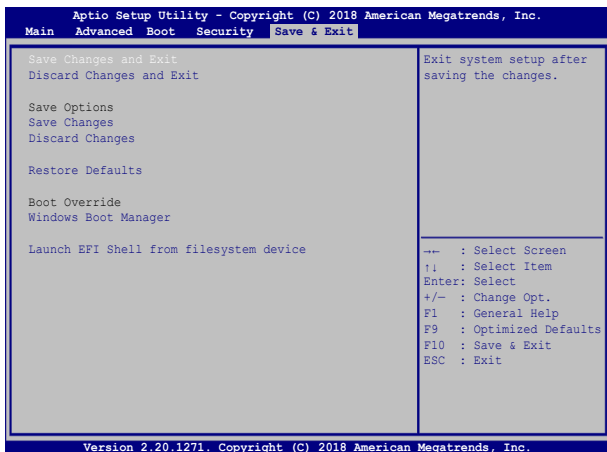 Aptio Setup Utility - Copyright (C) 2018 American Megatrends, Inc.
Main Advanced Boot Security Save & Exit
Save Changes and Exit
Discard Changes and Exit
Save Options
Save Changes
Discard Changes
Restore Defaults
Boot Override
Windows Boot Manager
Launch EFI Shell from filesystem device
Exit system setup after
saving the changes.
→← : Select Screen
↑↓ : Select Item
Enter: Select
+/— : Change Opt.
F1 : General Help
F9 : Optimized Defaults
F10 : Save & Exit
ESC : Exit
Version 2.20.1271. Copyright (C) 2018 American Megatrends, Inc.